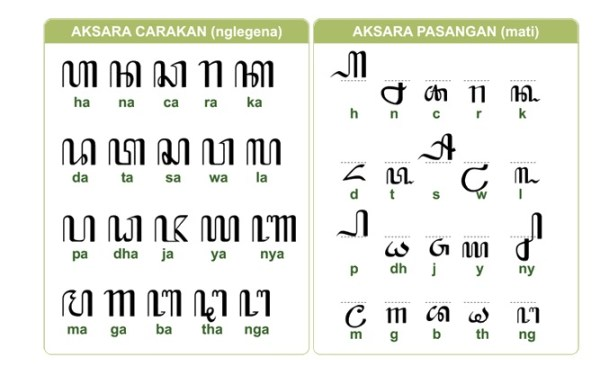 AKSARA CARAKAN (nglegena)
ꦲ ꦤ ꦕ ꦫ ꦏ
ha na ca ra ka
ꦢ ꦠ ꦱ ꦮ ꦭ
da ta sa wa la
ꦥ ꦝ ꦗ ꦪ ꦚ
pa dha ja ya nya
ꦩ ꦒ ꦧ ꦛ ꦔ
ma ga ba tha nga
AKSARA PASANGAN (mati)
꧀ꦲ ꧀ꦤ ꧀ꦕ ꧀ꦫ ꧀ꦏ
h n c r k
꧀ꦢ ꧀ꦠ ꧀ꦱ ꧀ꦮ ꧀ꦭ
d t s w l
꧀ꦥ ꧀ꦝ ꧀ꦗ ꧀ꦪ ꧀ꦚ
p dh j y ny
꧀ꦩ ꧀ꦒ ꧀ꦧ ꧀ꦛ ꧀ꦔ
m g b th ng